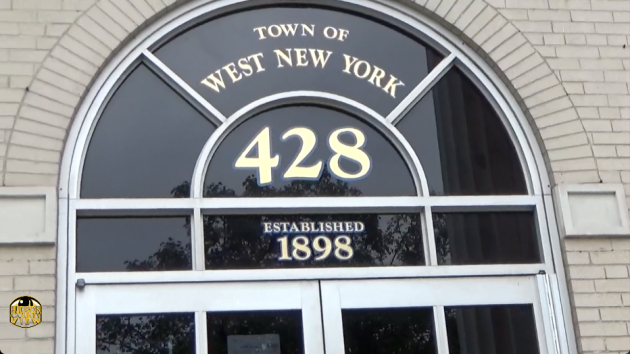 TOWN OF
WEST NEW YORK
428
ESTABLISHED
1898